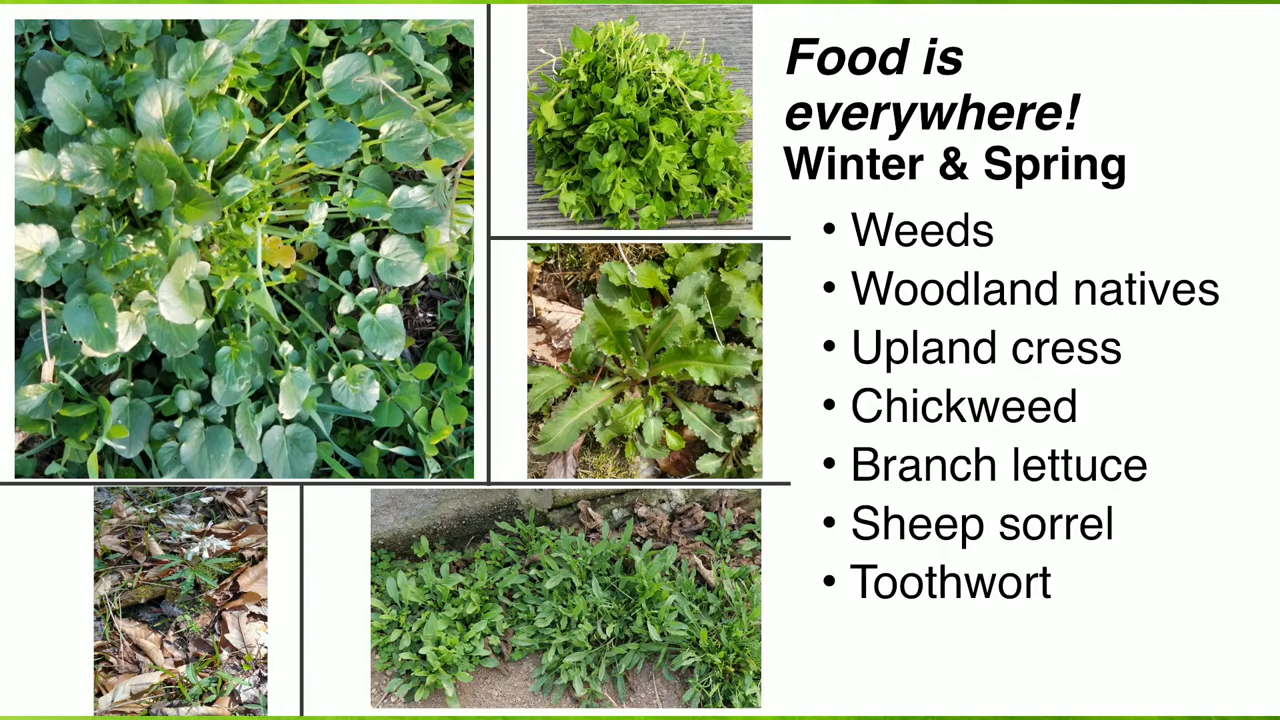 Food is
everywhere!
Winter & Spring
• Weeds
• Woodland natives
• Upland cress
• Chickweed
• Branch lettuce
• Sheep sorrel
• Toothwort